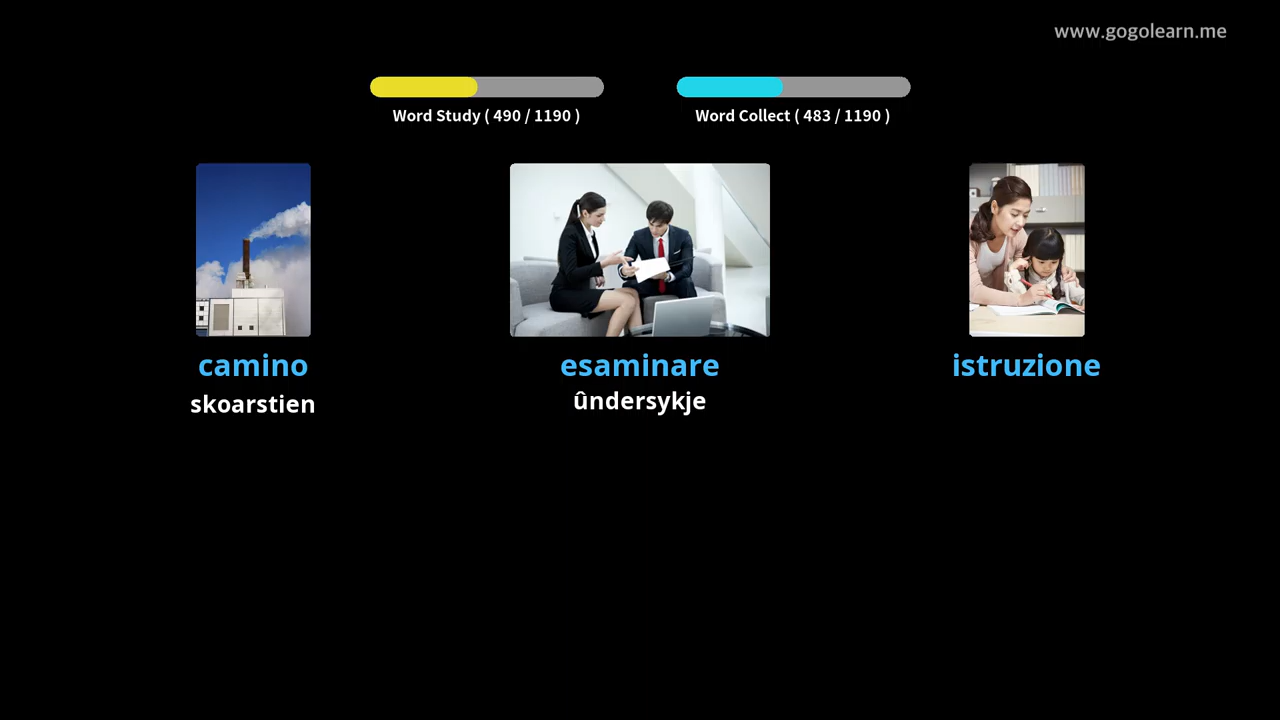 www.gogolearn.me
Word Study ( 490 / 1190 )
Word Collect ( 483 / 1190 )
camino
skoarstien
esaminare
ûndersykje
istruzione